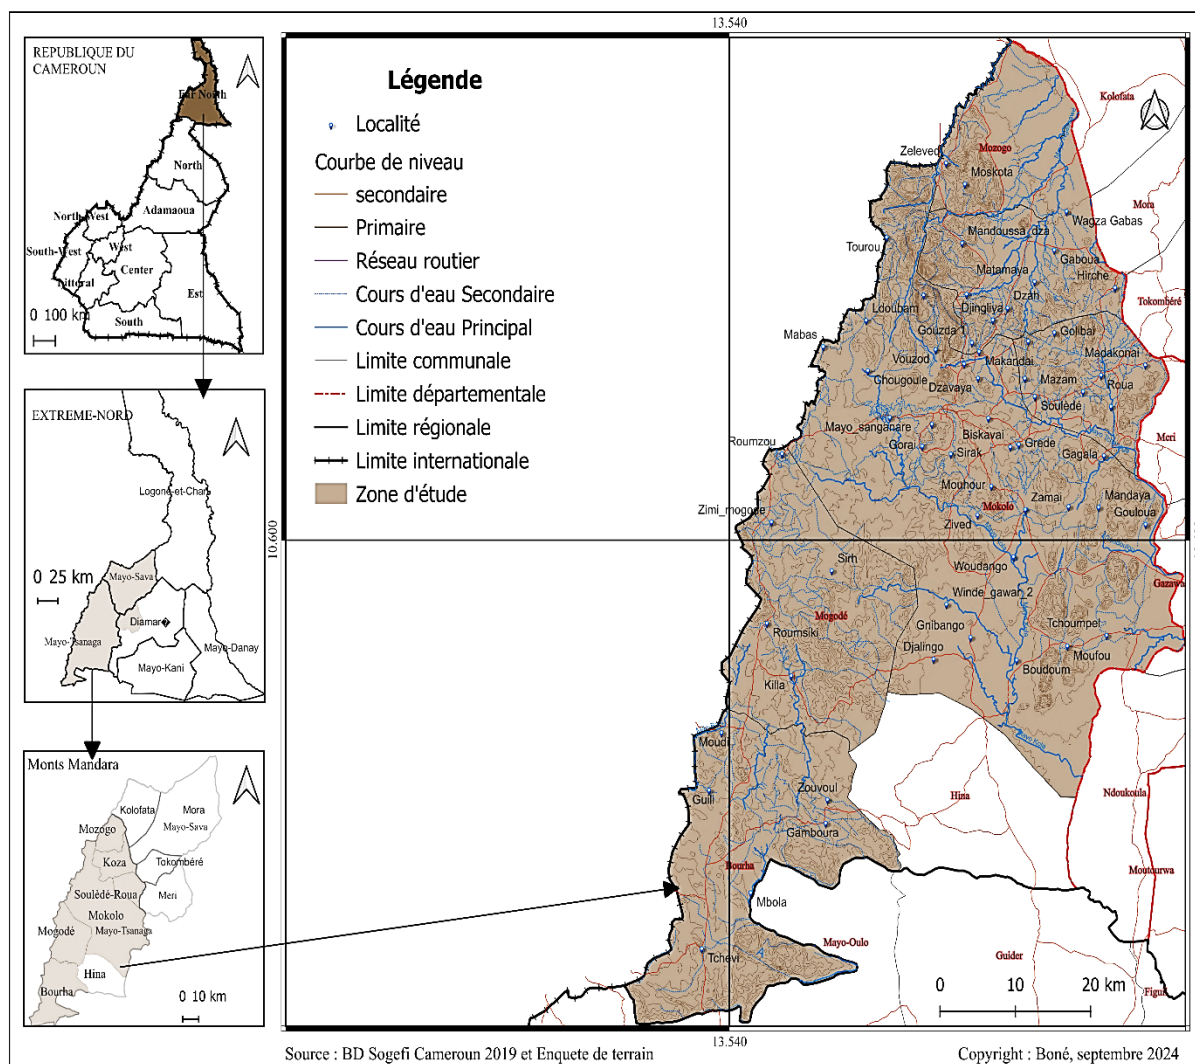 13.540
REPUBLIQUE DU
CAMEROUN
Far North
North
Adamaoua
North-West
South-West
West
Littoral
Center
Est
South
0 100 km
EXTREME-NORD
Logone-et-Chari
0 25 km
Mayo-Sava
Diamar�
Mayo-Tsanaga
Mayo-Danay
Mayo-Kani
Monts Mandara
Kolofata
Mora
Mayo-Sava
Mozogo
Koza
Tokombéré
Soulèdé-Roua
Meri
Mokolo
Mogodé
Mayo-Tsanaga
Hina
Bourha
0 10 km
Légende
Localité
Courbe de niveau
secondaire
Primaire
Réseau routier
Cours d'eau Secondaire
Cours d'eau Principal
Limite communale
Limite départementale
Limite régionale
Limite internationale
Zone d'étude
10.600
Kolofata
Mozogo
Zeleved
Moskota
Mora
Wagza Gabas
Mandoussa_dza
Tourou
Gaboua
Matamaya
Hirche
Dzah
Tokombéré
Ldoubam
Djingliya
Gouzda 1
Golibai
Mabas
Vouzod
Makandai
Madakonai
Ghougoule
Dzavaya
Mazam
Roua
Soulèdé
Mayo_sanganare
Biskavai
Roumzou
Gorai
Sirak
Grede
Gagala
Meri
Mouhour
Zamai
Mandaya
Zimi_mogode
Mokolo
Gouloua
Zived
Sirh
Woudango
Gazawa
Winde_gawar_2
Mogodé
Roumsiki
Gnibango
Tchoumpel
Djalingo
Moufou
Boudoum
Killa
Moudi
Guili
Zouvoul
Hina
Ndoukoula
Gamboura
Bourha
Moutourwa
Mbola
Mayo-Oulo
Tchevi
Guider
Figuil
0 10 20 km
13.540
Source : BD Sogefi Cameroun 2019 et Enquete de terrain
Copyright : Boné, septembre 2024